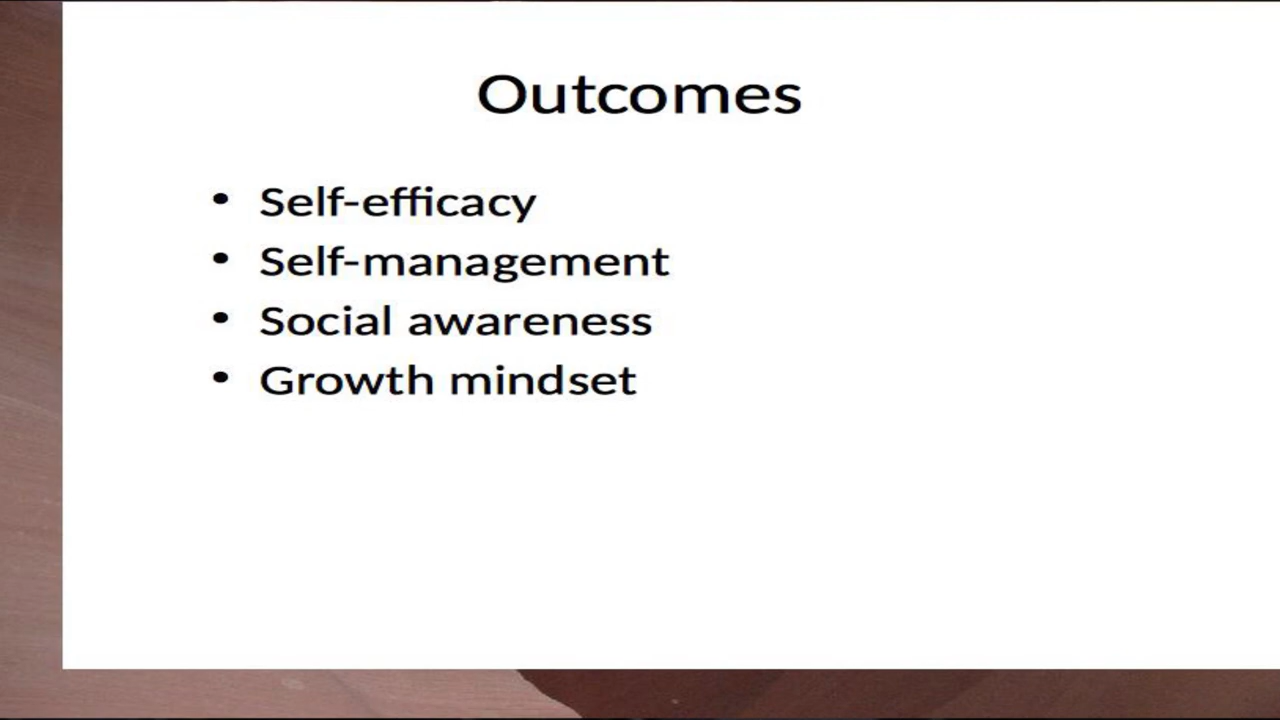 Outcomes
• Self-efficacy
• Self-management
• Social awareness
• Growth mindset